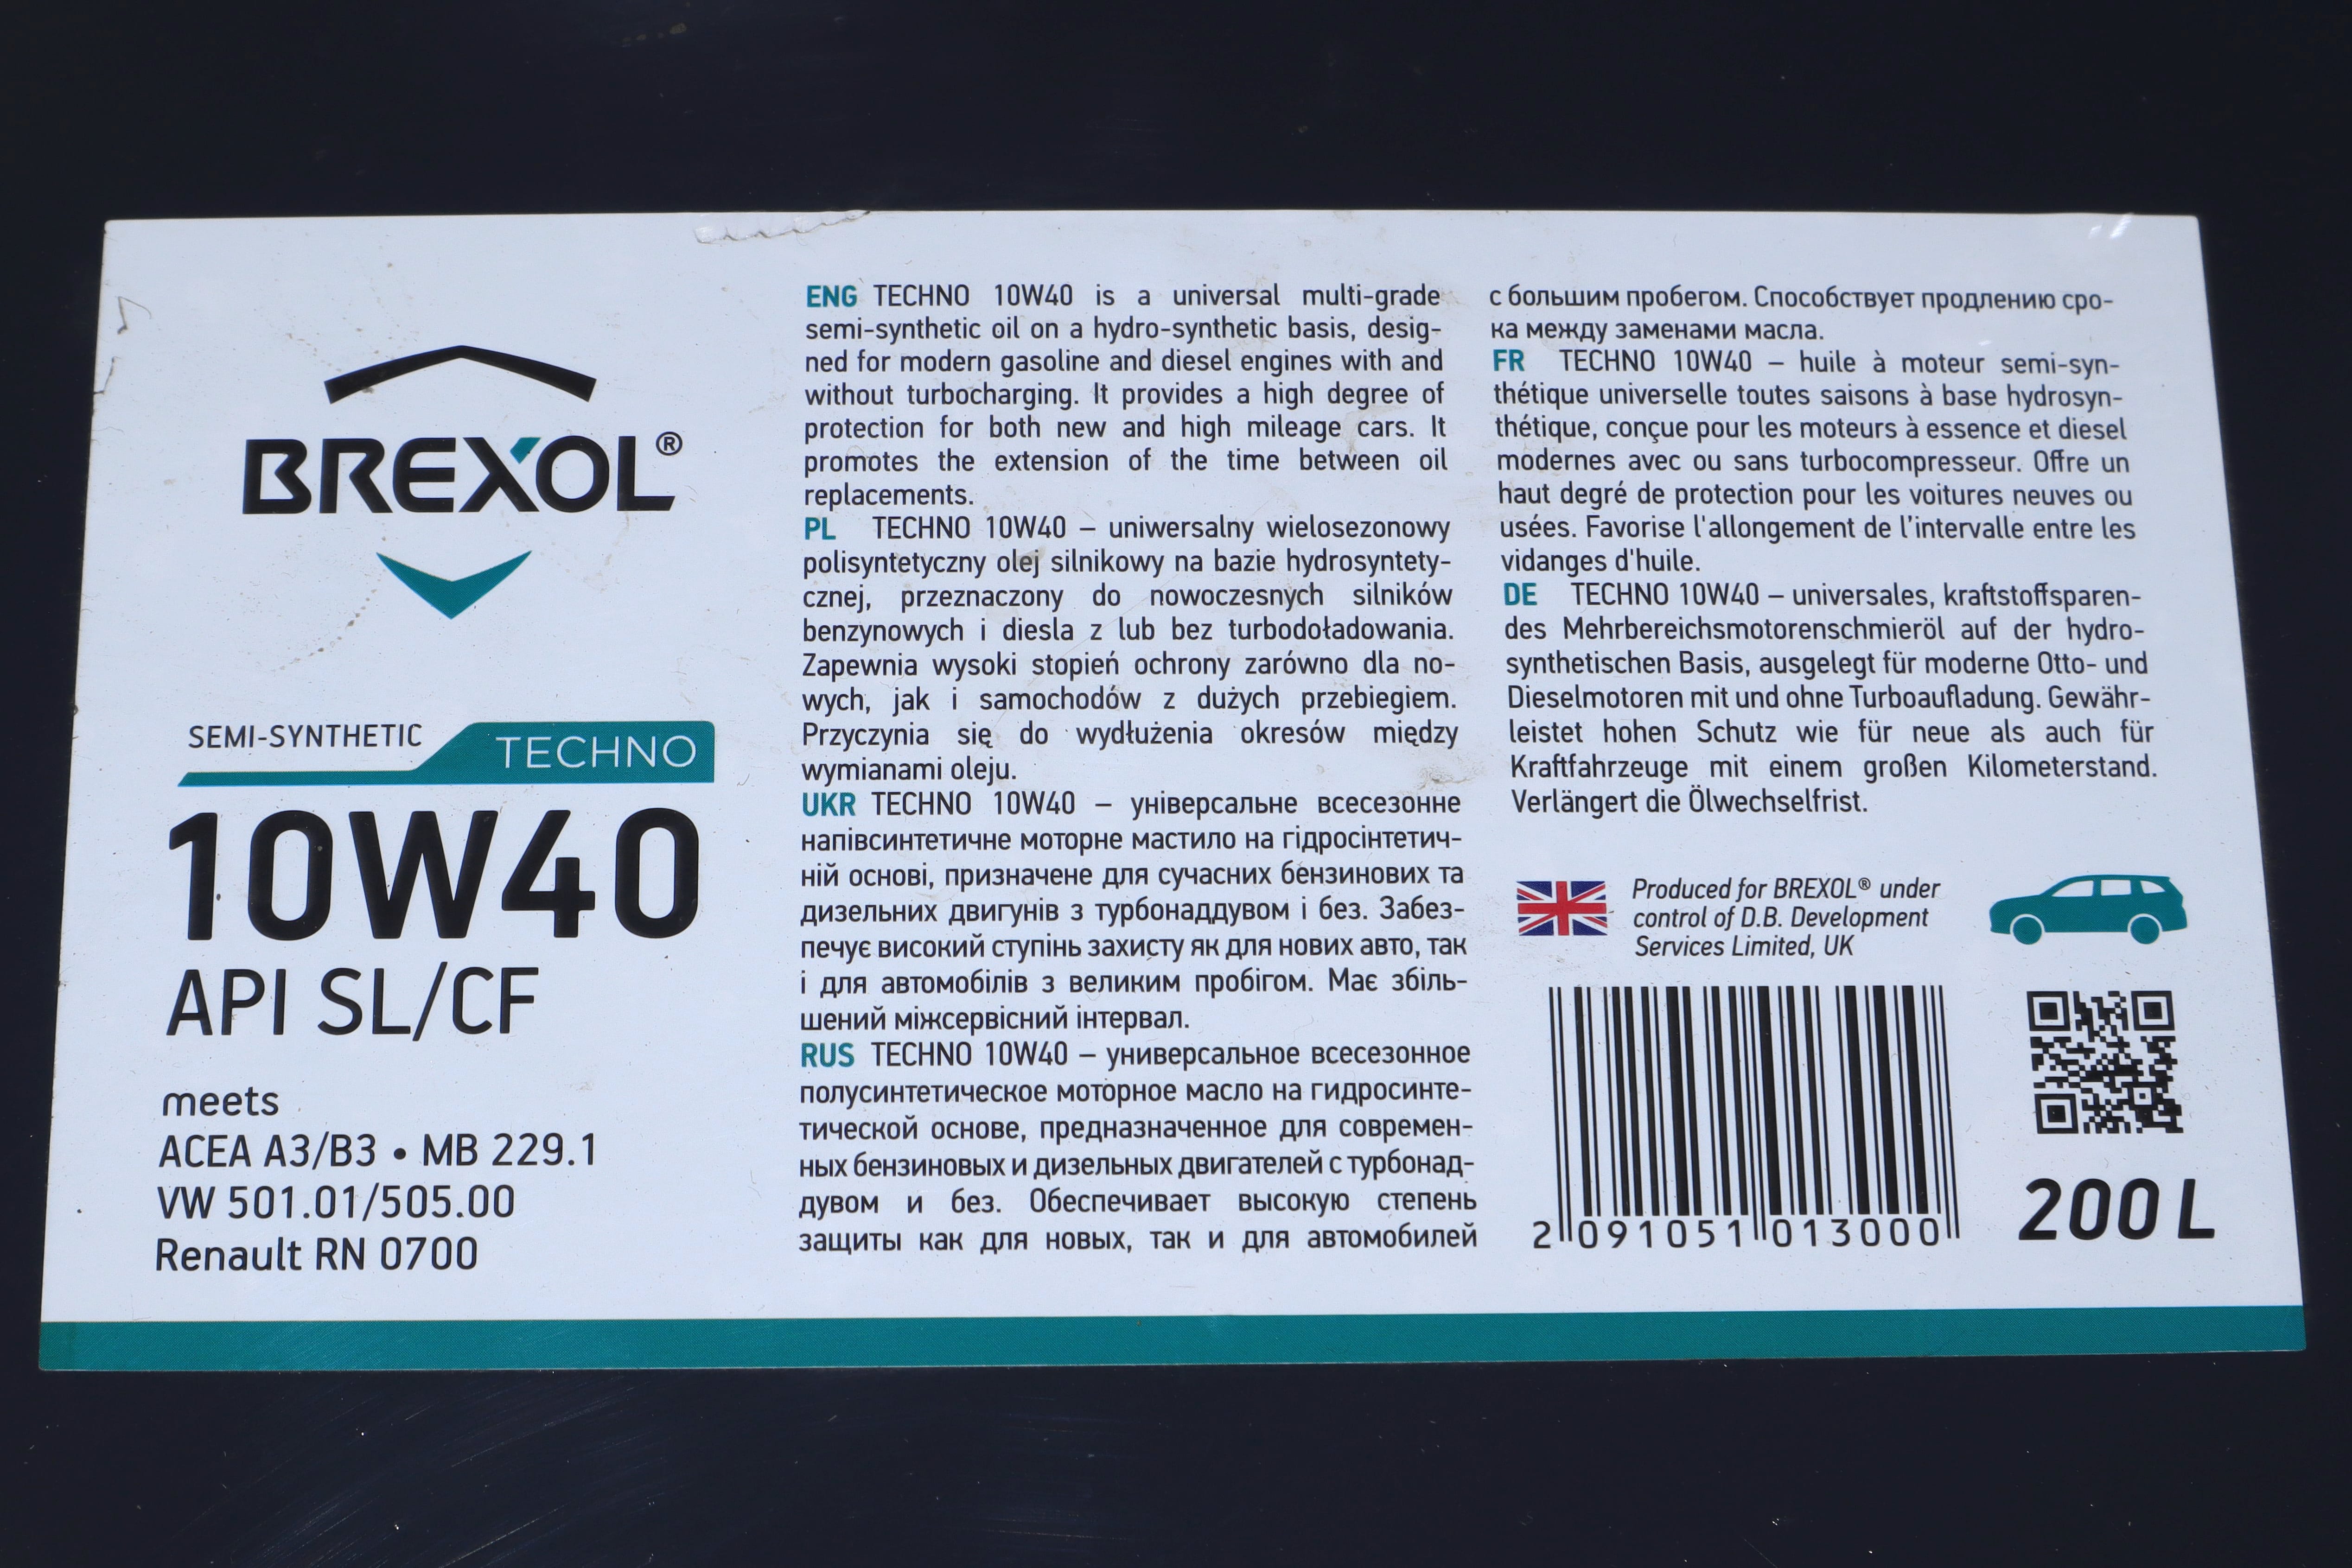 BREXOL®
SEMI-SYNTHETIC TECHNO
10W40
API SL/CF
meets
ACEA A3/B3 • MB 229.1
VW 501.01/505.00
Renault RN 0700
ENG TECHNO 10W40 is a universal multi-grade
semi-synthetic oil on a hydro-synthetic basis, desig-
ned for modern gasoline and diesel engines with and
without turbocharging. It provides a high degree of
protection for both new and high mileage cars. It
promotes the extension of the time between oil
replacements.
PL TECHNO 10W40 – uniwersalny wielosezonowy
polisyntetyczny olej silnikowy na bazie hydrosyntety-
cznej, przeznaczony do nowoczesnych silników
benzynowych i diesla z lub bez turbodoładowania.
Zapewnia wysoki stopień ochrony zarówno dla no-
wych, jak i samochodów z dużych przebiegiem.
Przyczynia się do wydłużenia okresów między
wymianami oleju.
UKR TECHNO 10W40 – універсальне всесезонне
напівсинтетичне моторне мастило на гідросінтетич-
ній основі, призначене для сучасних бензинових та
дизельних двигунів з турбонаддувом і без. Забез-
печує високий ступінь захисту як для нових авто, так
і для автомобілів з великим пробігом. Має збіль-
шений міжсервісний інтервал.
RUS TECHNO 10W40 – универсальное всесезонное
полусинтетическое моторное масло на гидросинте-
тической основе, предназначенное для современ-
ных бензиновых и дизельных двигателей с турбонад-
дувом и без. Обеспечивает высокую степень
защиты как для новых, так и для автомобилей
с большим пробегом. Способствует продлению сро-
ка между заменами масла.
FR TECHNO 10W40 – huile à moteur semi-syn-
thétique universelle toutes saisons à base hydrosyn-
thétique, conçue pour les moteurs à essence et diesel
modernes avec ou sans turbocompresseur. Offre un
haut degré de protection pour les voitures neuves ou
usées. Favorise l'allongement de l'intervalle entre les
vidanges d'huile.
DE TECHNO 10W40 – universales, kraftstoffsparen-
des Mehrbereichsmotorenschmieröl auf der hydro-
synthetischen Basis, ausgelegt für moderne Otto- und
Dieselmotoren mit und ohne Turboaufladung. Gewähr-
leistet hohen Schutz wie für neue als auch für
Kraftfahrzeuge mit einem großen Kilometerstand.
Verlängert die Ölwechselfrist.
Produced for BREXOL® under
control of D.B. Development
Services Limited, UK
2 091051 013000
200 L